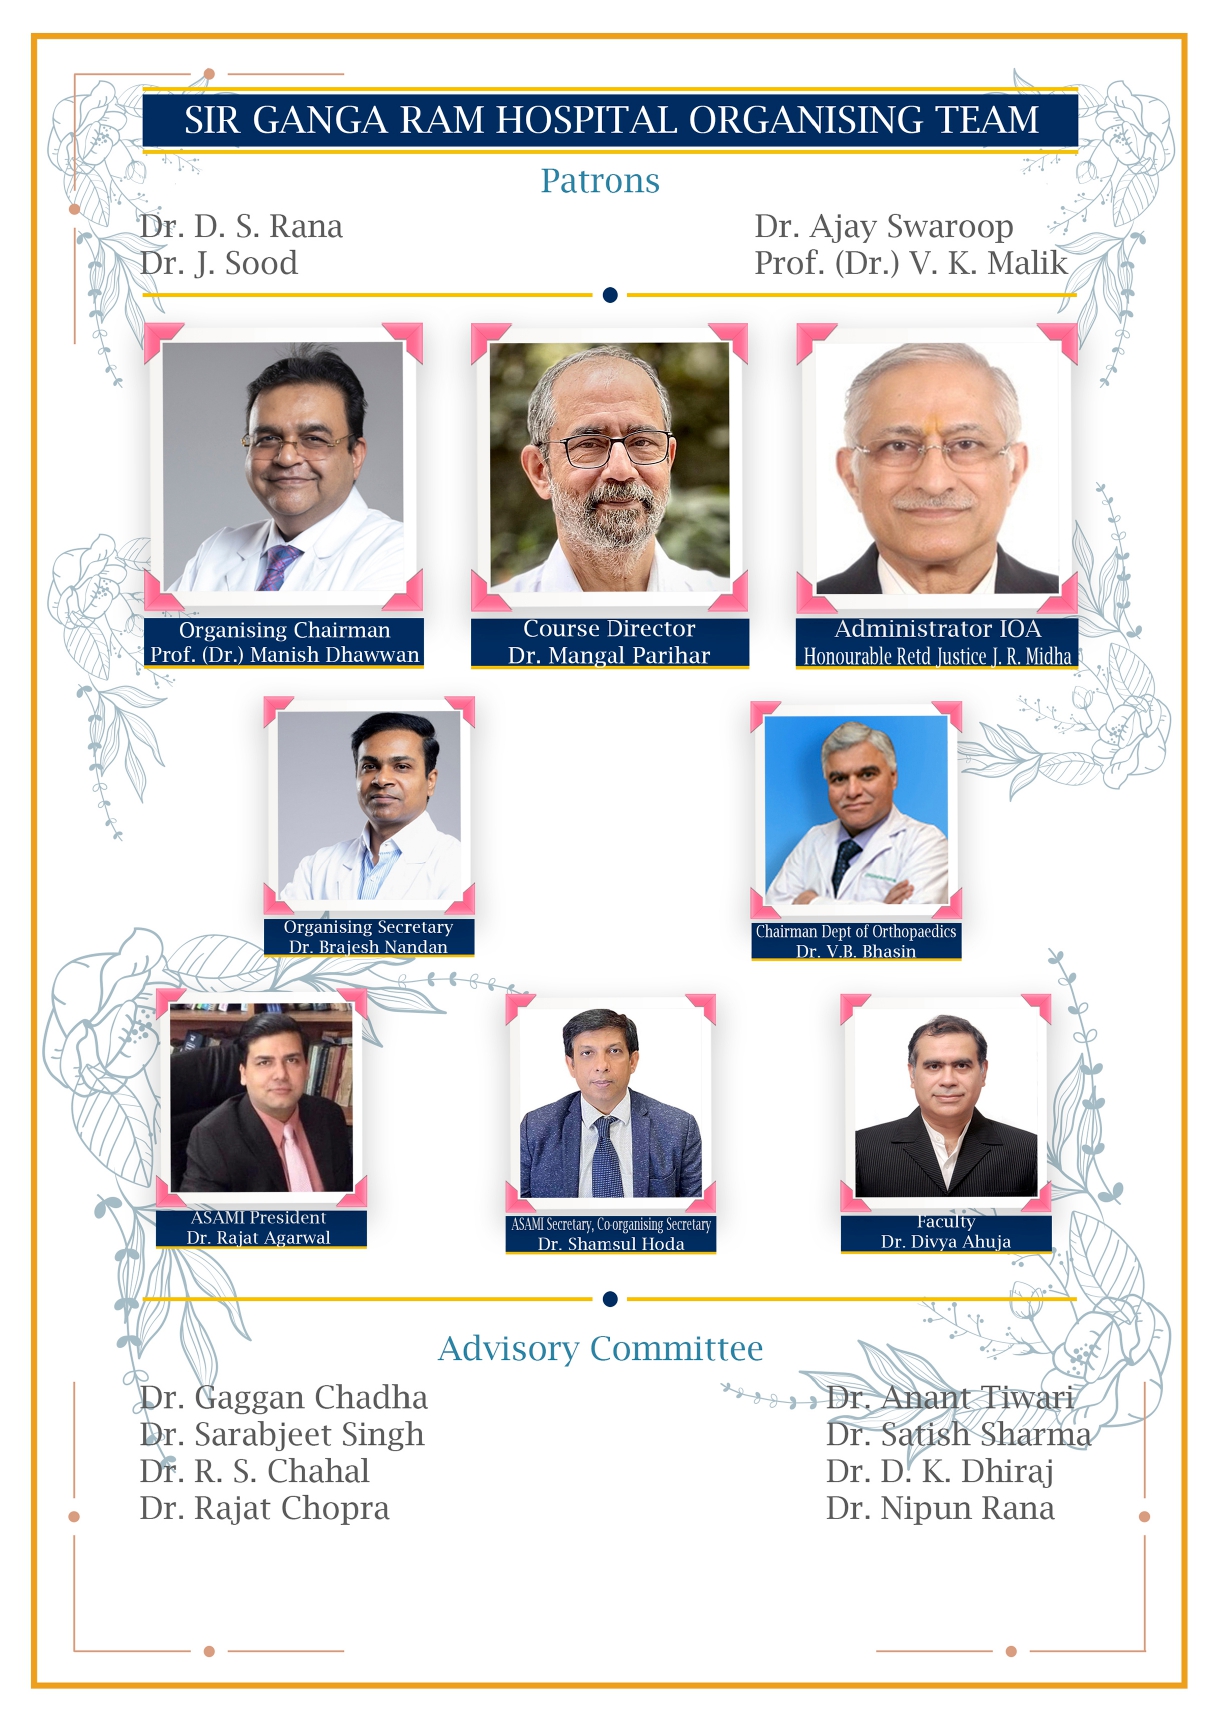 SIR GANGA RAM HOSPITAL ORGANISING TEAM
Patrons
Dr. D. S. Rana
Dr. J. Sood
Dr. Ajay Swaroop
Prof. (Dr.) V. K. Malik
Organising Chairman
Prof. (Dr.) Manish Dhawwan
Course Director
Dr. Mangal Parihar
Administrator IOA
Honourable Retd Justice J. R. Midha
Organising Secretary
Dr. Brajesh Nandan
Chairman Dept of Orthopaedics
Dr. V.B. Bhasin
ASAMI President
Dr. Rajat Agarwal
ASAMI Secretary, Co-organising Secretary
Dr. Shamsul Hoda
Faculty
Dr. Divya Ahuja
Advisory Committee
Dr. Gaggan Chadha
Dr. Sarabjeet Singh
Dr. R. S. Chahal
Dr. Rajat Chopra
Dr. Anant Tiwari
Dr. Satish Sharma
Dr. D. K. Dhiraj
Dr. Nipun Rana